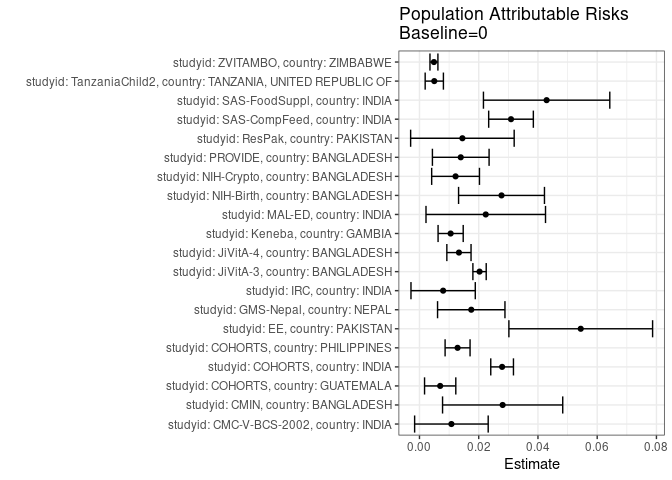 Population Attributable Risks
Baseline=0
studyid: ZVITAMBO, country: ZIMBABWE
studyid: TanzaniaChild2, country: TANZANIA, UNITED REPUBLIC OF
studyid: SAS-FoodSuppl, country: INDIA
studyid: SAS-CompFeed, country: INDIA
studyid: ResPak, country: PAKISTAN
studyid: PROVIDE, country: BANGLADESH
studyid: NIH-Crypto, country: BANGLADESH
studyid: NIH-Birth, country: BANGLADESH
studyid: MAL-ED, country: INDIA
studyid: Keneba, country: GAMBIA
studyid: JiVitA-4, country: BANGLADESH
studyid: JiVitA-3, country: BANGLADESH
studyid: IRC, country: INDIA
studyid: GMS-Nepal, country: NEPAL
studyid: EE, country: PAKISTAN
studyid: COHORTS, country: PHILIPPINES
studyid: COHORTS, country: INDIA
studyid: COHORTS, country: GUATEMALA
studyid: CMIN, country: BANGLADESH
studyid: CMC-V-BCS-2002, country: INDIA
0.00 0.02 0.04 0.06 0.08
Estimate